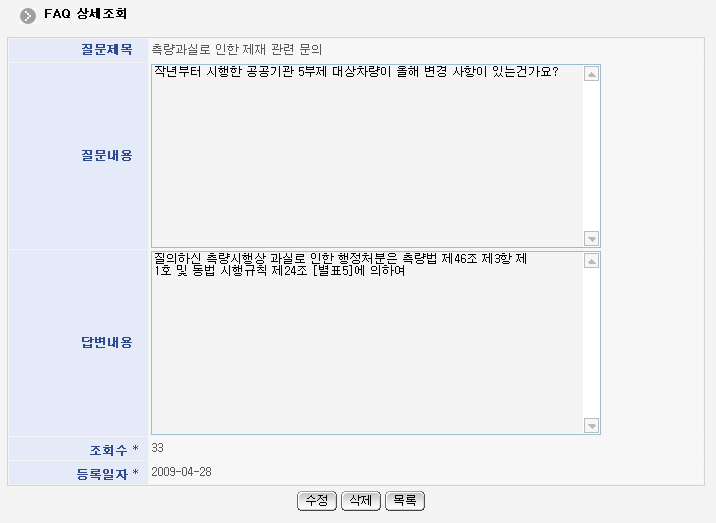 FAQ 상세조회
질문제목 측량과실로 인한 제재 관련 문의
질문내용 작년부터 시행한 공공기관 5부제 대상차량이 올해 변경 사항이 있는건가요?
답변내용 질의하신 측량시행상 과실로 인한 행정처분은 측량법 제46조 제3항 제
1호 및 동법 시행규칙 제24조 [별표5]에 의하여
조회수 * 33
등록일자 * 2009-04-28
수정 삭제 목록